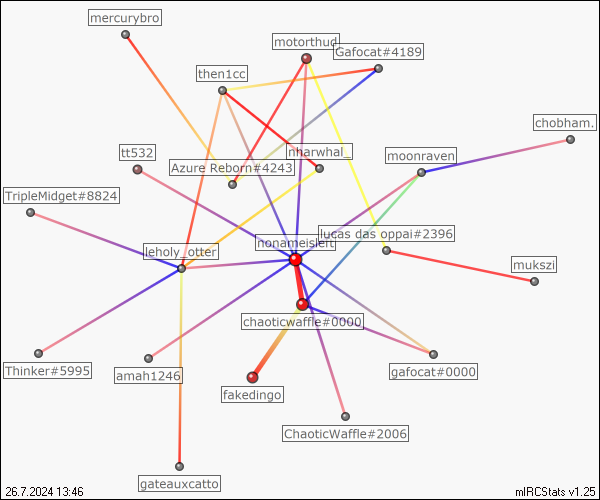 mercurybro
motorthud
Gafocat#4189
then1cc
chobham.
tt532
nharwhal_
moonraven
Azure Reborn#4243
TripleMidget#8824
lucas das oppai#2396
nonameisleft
leholy_otter
mukszi
chaoticwaffle#0000
Thinker#5995
amah1246
gafocat#0000
fakedingo
ChaoticWaffle#2006
gateauxcatto
26.7.2024 13:46
mIRCStats v1.25